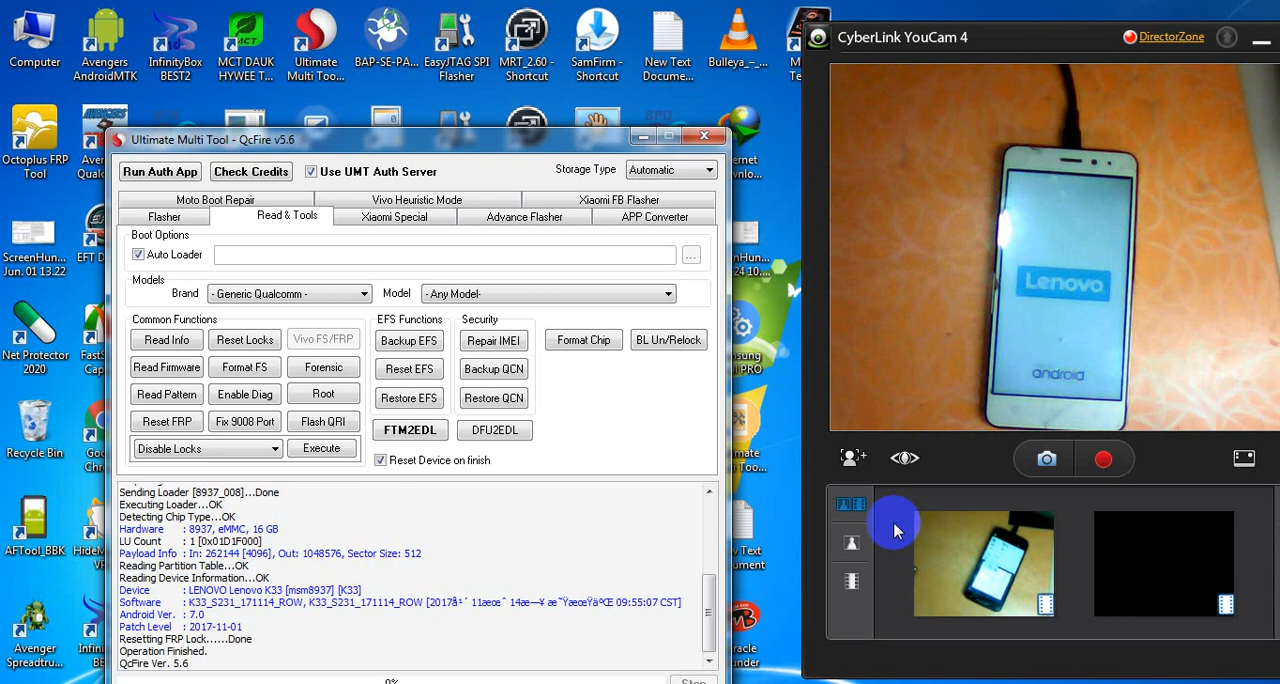 Computer
Avengers AndroidMTK
InfinityBox BEST2
MCT DAUK HYWEE T...
Ultimate Multi Too...
BAP-SE-PA...
EasyJTAG SPI Flasher
MRT_2.60 - Shortcut
SamFirm - Shortcut
New Text Docume...
Bulleya_–_...
CyberLink YouCam 4
DirectorZone
Octoplus FRP Tool
ScreenHun... Jun. 01 13:22
Net Protector 2020
Recycle Bin
AFTool_BBK
Avenger Spreadtru...
Ultimate Multi Tool - QcFire v5.6
Run Auth App
Check Credits
Use UMT Auth Server
Storage Type
Automatic
Moto Boot Repair
Vivo Heuristic Mode
Xiaomi FB Flasher
Flasher
Read & Tools
Xiaomi Special
Advance Flasher
APP Converter
Boot Options
Auto Loader
...
Models
Brand
- Generic Qualcomm -
Model
- Any Model-
Common Functions
EFS Functions
Security
Read Info
Reset Locks
Vivo FS/FRP
Backup EFS
Repair IMEI
Format Chip
BL Un/Relock
Read Firmware
Format FS
Forensic
Reset EFS
Backup QCN
Read Pattern
Enable Diag
Root
Restore EFS
Restore QCN
Reset FRP
Fix 9008 Port
Flash QRI
FTM2EDL
DFU2EDL
Disable Locks
Execute
Reset Device on finish
Sending Loader [8937_008]...Done
Executing Loader...OK
Detecting Chip Type...OK
Hardware : 8937, eMMC, 16 GB
LU Count : 1 [0x01D1F000]
Payload Info : In: 262144 [4096], Out: 1048576, Sector Size: 512
Reading Partition Table...OK
Reading Device Information...OK
Device : LENOVO Lenovo K33 [msm8937] [K33]
Software : K33_S231_171114_ROW, K33_S231_171114_ROW 09:55:07 CST]
Android Ver. : 7.0
Patch Level : 2017-11-01
Resetting FRP Lock......Done
Operation Finished.
QcFire Ver. 5.6
0%
Stop
Lenovo
android